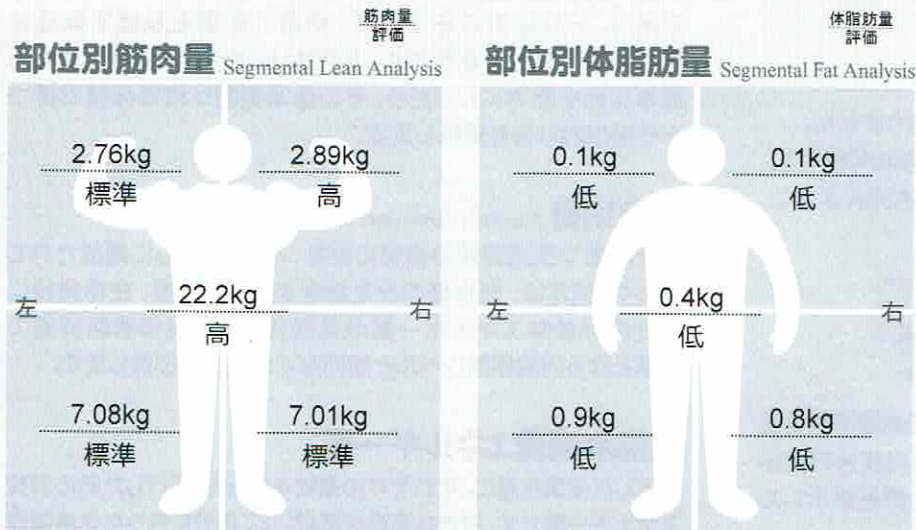 筋肉量
評価
部位別筋肉量 Segmental Lean Analysis
2.76kg
標準
2.89kg
高
22.2kg
高
左
右
7.08kg
標準
7.01kg
標準
体脂肪量
評価
部位別体脂肪量 Segmental Fat Analysis
0.1kg
低
0.1kg
低
0.4kg
低
左
右
0.9kg
低
0.8kg
低